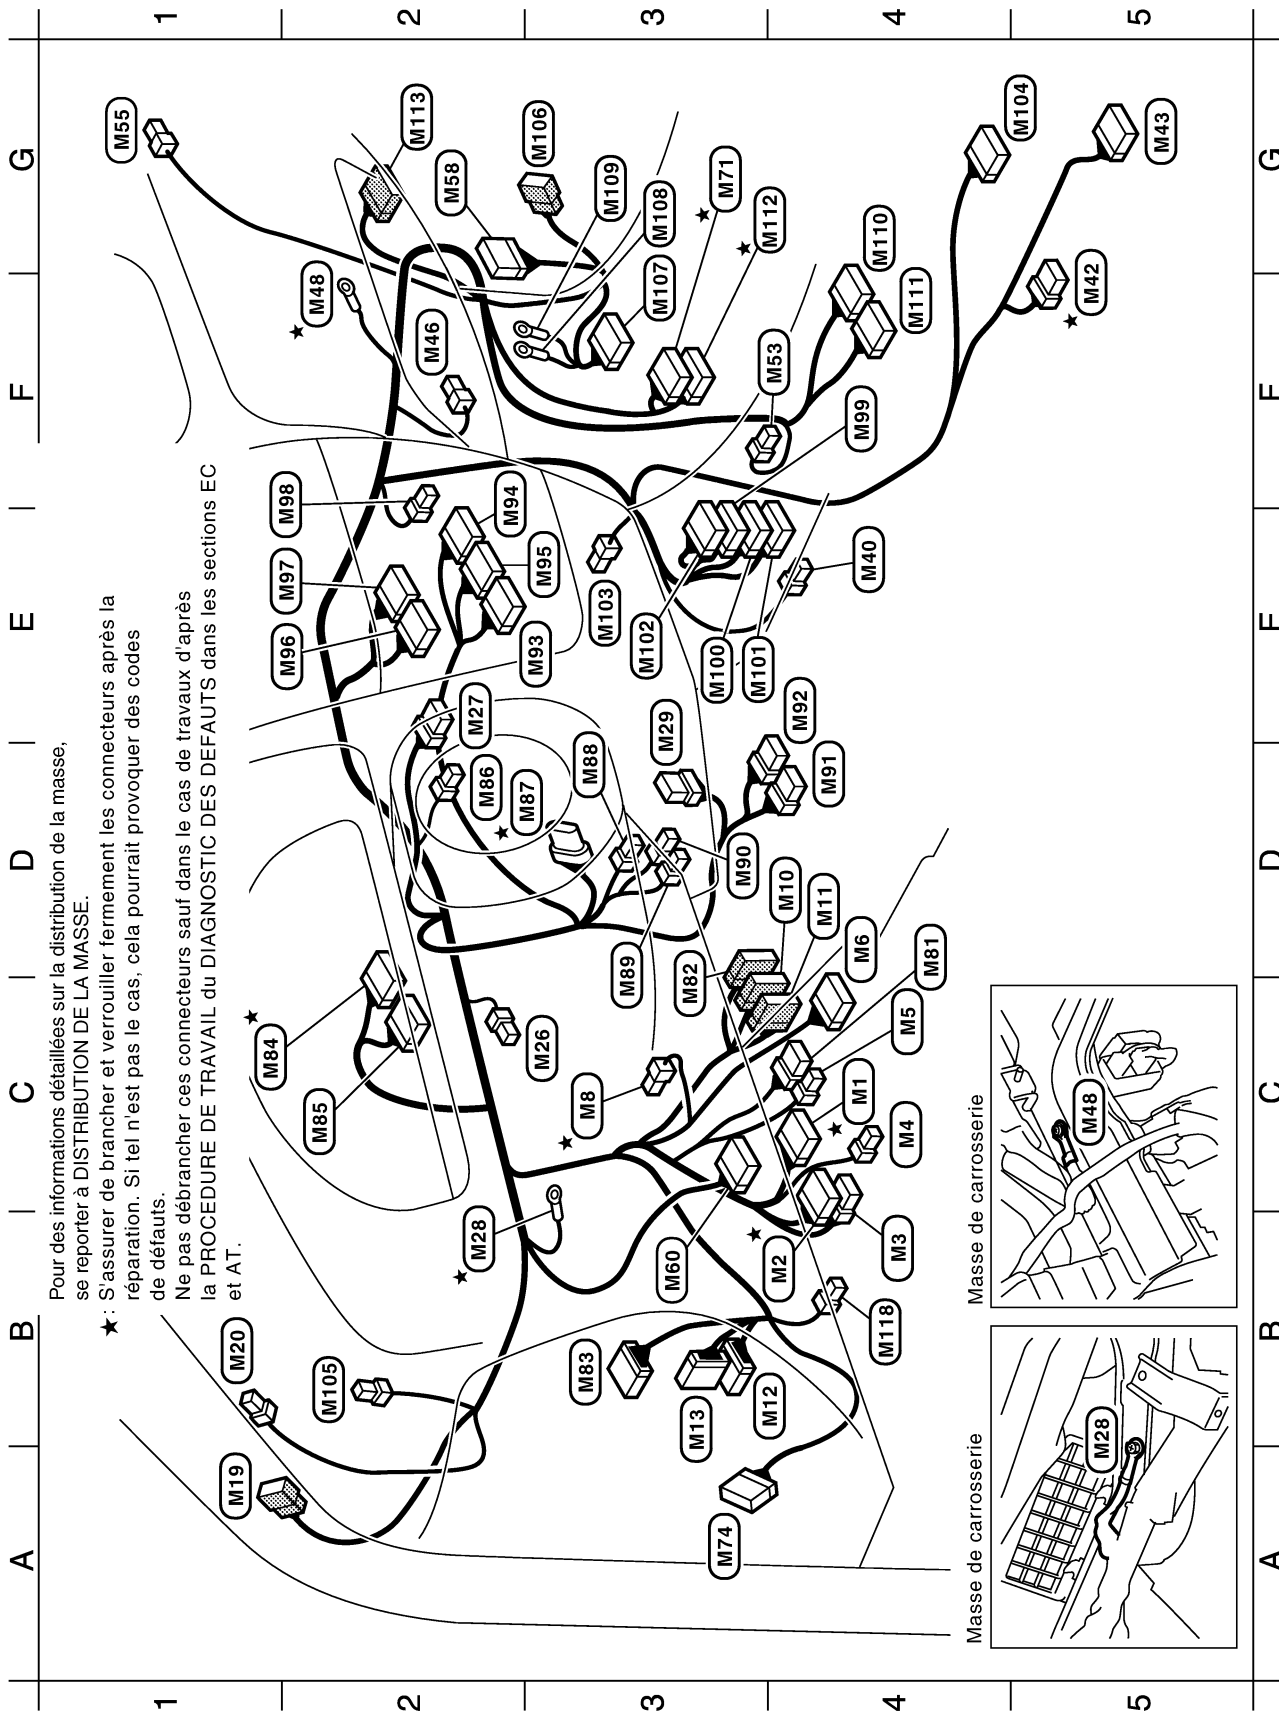 Pour des informations détaillées sur la distribution de la masse,
se reporter à DISTRIBUTION DE LA MASSE.
★: S'assurer de brancher et verrouiller fermement les connecteurs après la
réparation. Si tel n'est pas le cas, cela pourrait provoquer des codes
de défauts.
Ne pas débrancher ces connecteurs sauf dans le cas de travaux d'après
la PROCEDURE DE TRAVAIL du DIAGNOSTIC DES DEFAUTS dans les sections EC
et AT.
A
B
C
D
E
F
G
1
M19
M20
M55
M105
★
M84
M85
M96
M97
M98
★
M48
M113
2
★
M28
M26
★
M87
M86
M27
M93
M95
M94
M46
M58
M106
M109
M108
M107
3
M83
★
M8
M88
M89
M29
M103
M102
M74
M13
M12
M60
★
M2
M82
M90
M10
M11
M100
M101
M92
M91
★
M71
★
M112
M53
M99
4
M118
M3
M4
★
M1
M5
M81
M6
M40
M111
M110
M104
★
M42
M43
5
Masse de carrosserie
M28
Masse de carrosserie
M48
A
B
C
D
E
F
G
1
2
3
4
5